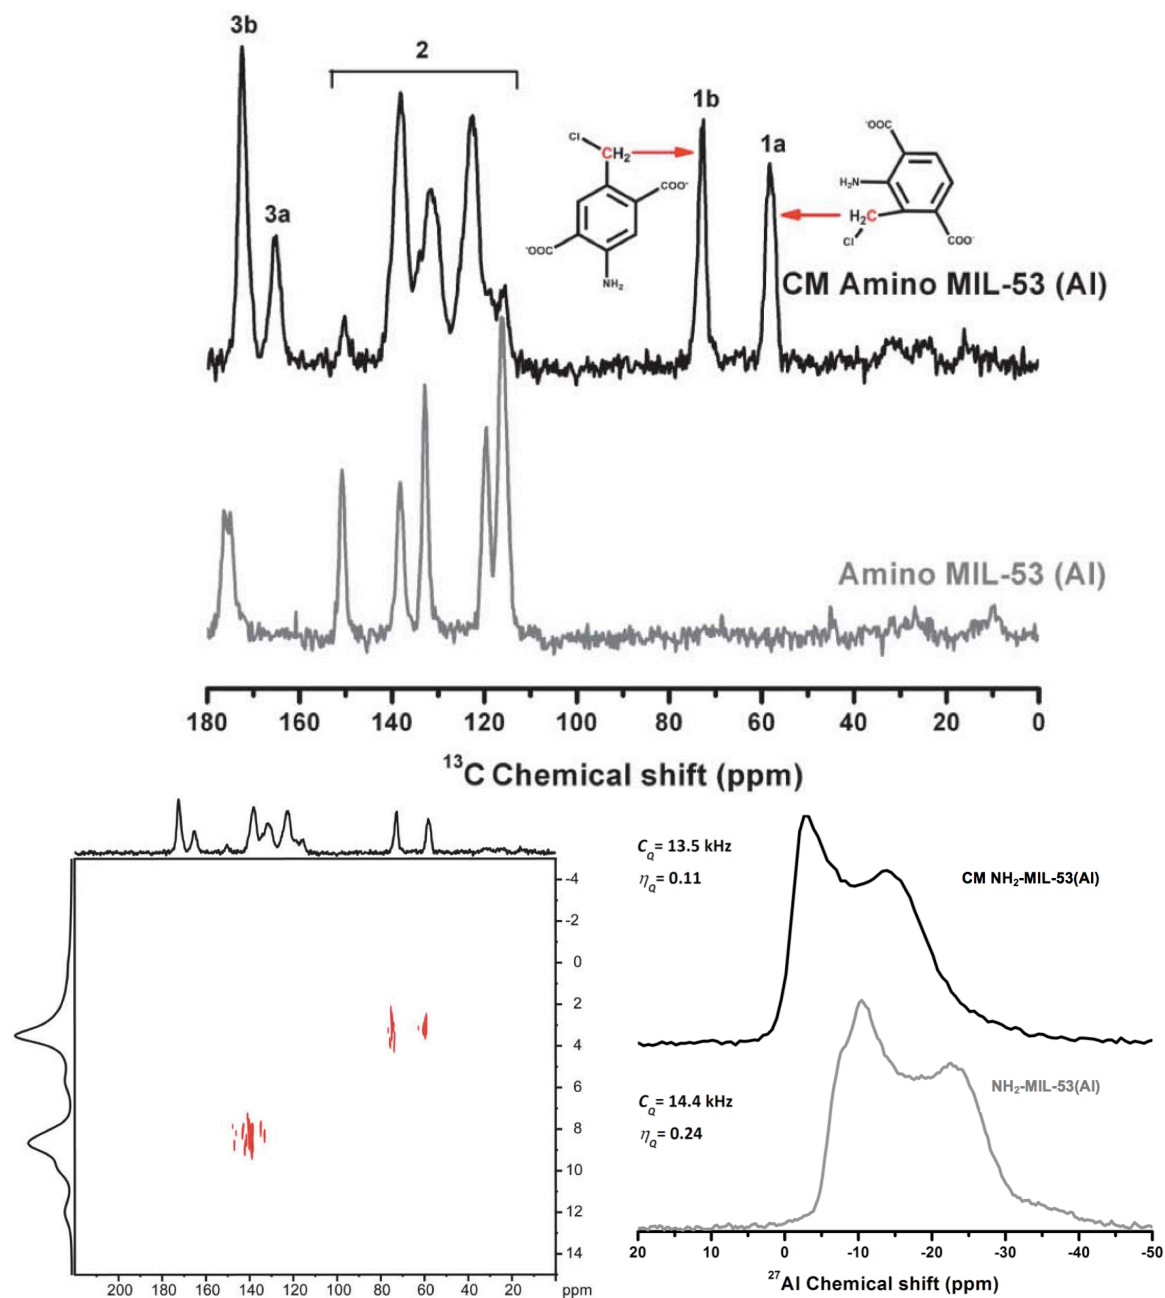 3b
2
1b
1a
3a
Cl
CH₂
COO⁻
⁻OOC
NH₂
⁻OOC
H₂N
H₂C
Cl
COO⁻
CM Amino MIL-53 (Al)
Amino MIL-53 (Al)
180 160 140 120 100 80 60 40 20 0
¹³C Chemical shift (ppm)
-4
-2
0
2
4
6
8
10
12
14
200 180 160 140 120 100 80 60 40 20 ppm
C_Q= 13.5 kHz
η_Q= 0.11
CM NH₂-MIL-53(Al)
C_Q= 14.4 kHz
η_Q= 0.24
NH₂-MIL-53(Al)
20 10 0 -10 -20 -30 -40 -50
²⁷Al Chemical shift (ppm)